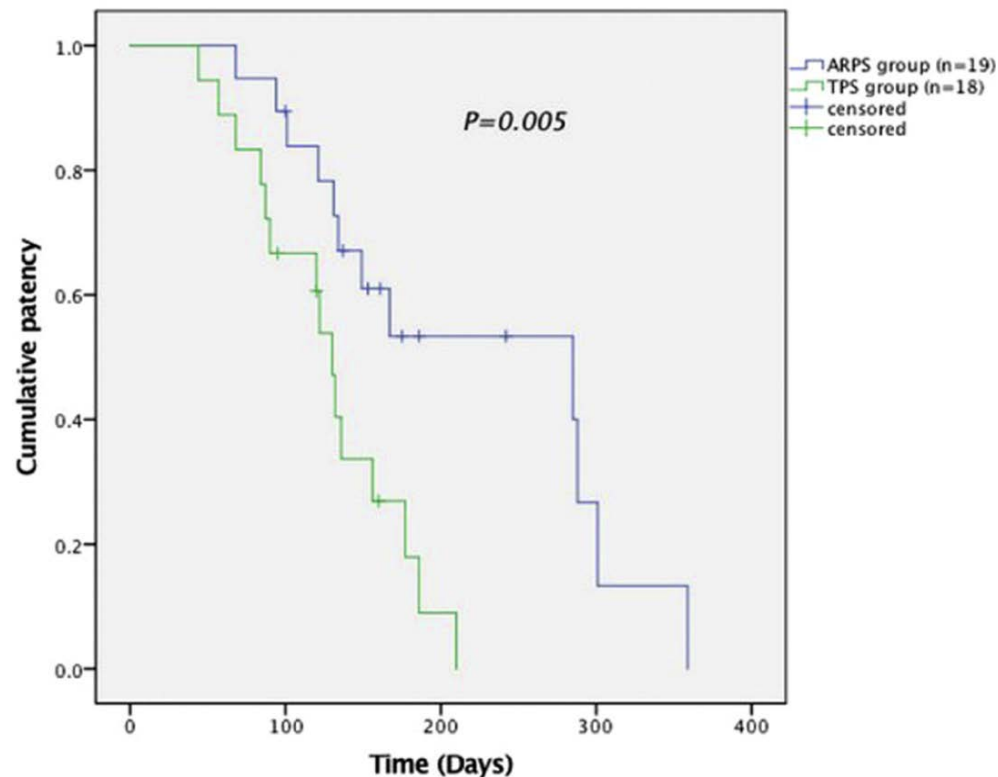 1.0
0.8
0.6
0.4
0.2
0.0
Cumulative patency
0 100 200 300 400
Time (Days)
P=0.005
ARPS group (n=19)
TPS group (n=18)
censored
censored